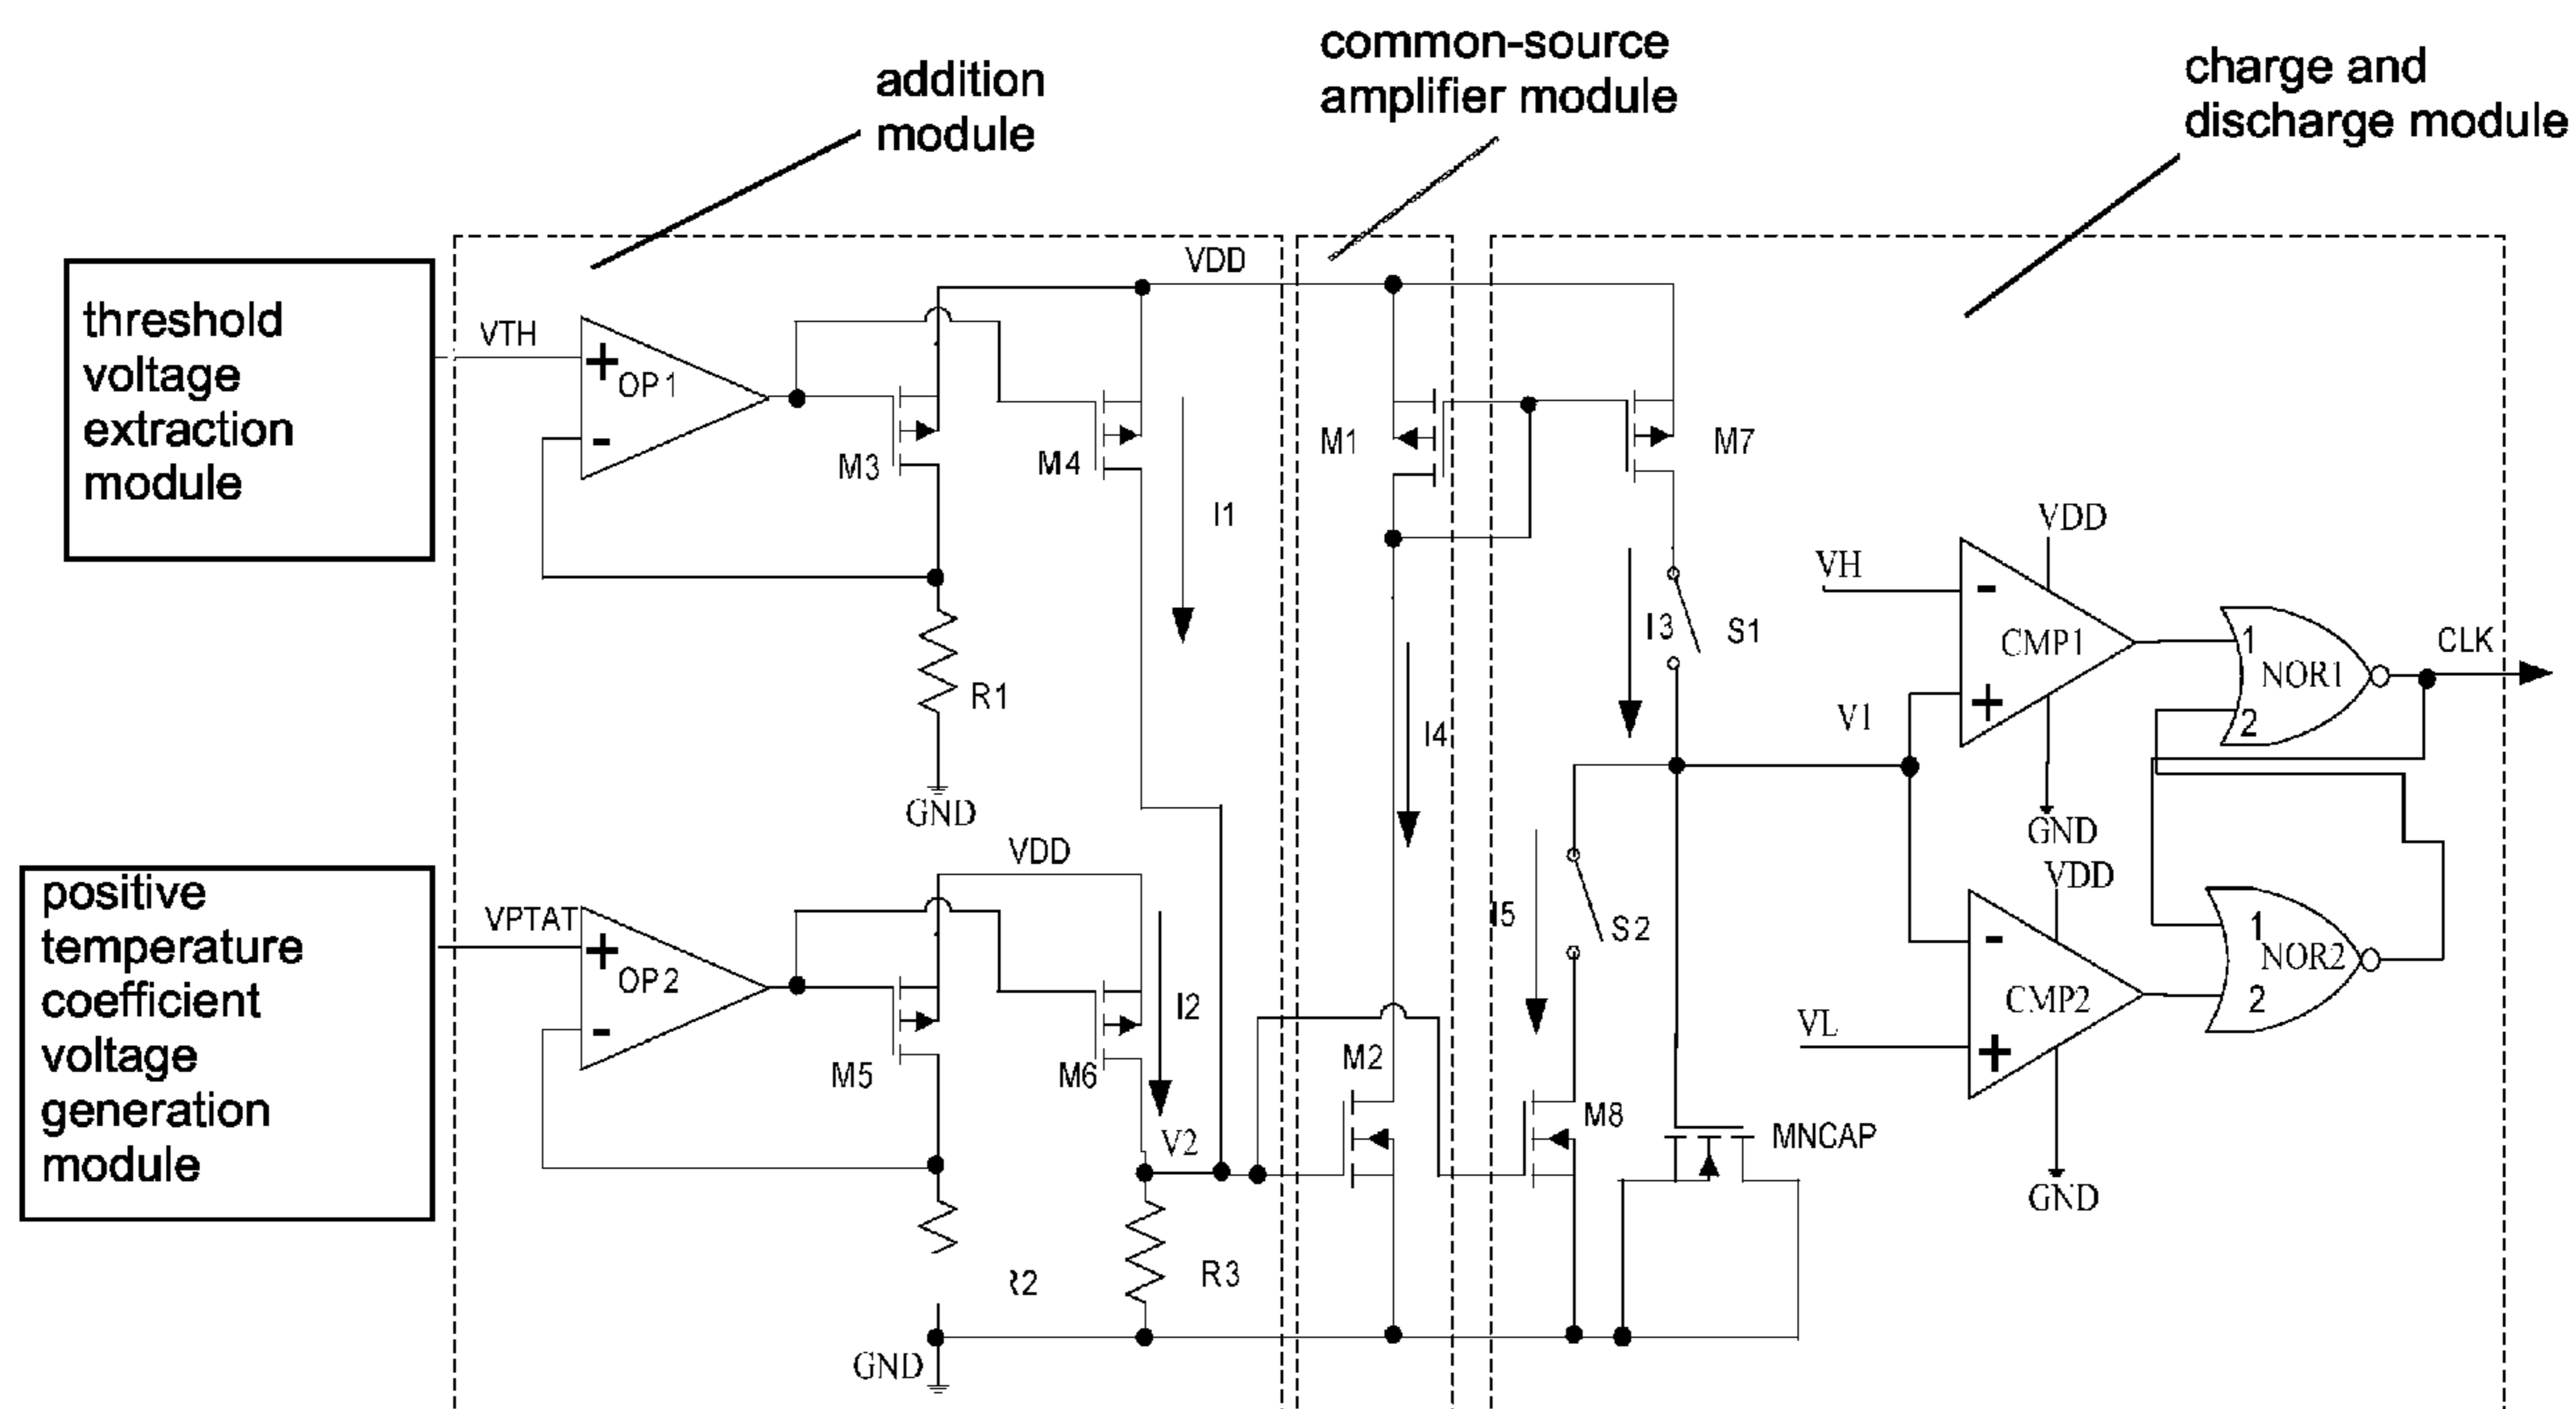 addition
module
common-source
amplifier module
charge and
discharge module
threshold
voltage
extraction
module
VTH
+
OP1
-
M3
M4
VDD
I1
R1
GND
M1
M7
I3
S1
I4
VH
-
CMP1
+
VDD
GND
V1
1
NOR1
2
CLK
positive
temperature
coefficient
voltage
generation
module
VPTAT
+
OP2
-
VDD
M5
M6
I2
V2
R3
GND
M2
I5
S2
M8
MNCAP
VDD
-
CMP2
VL
+
GND
1
NOR2
2